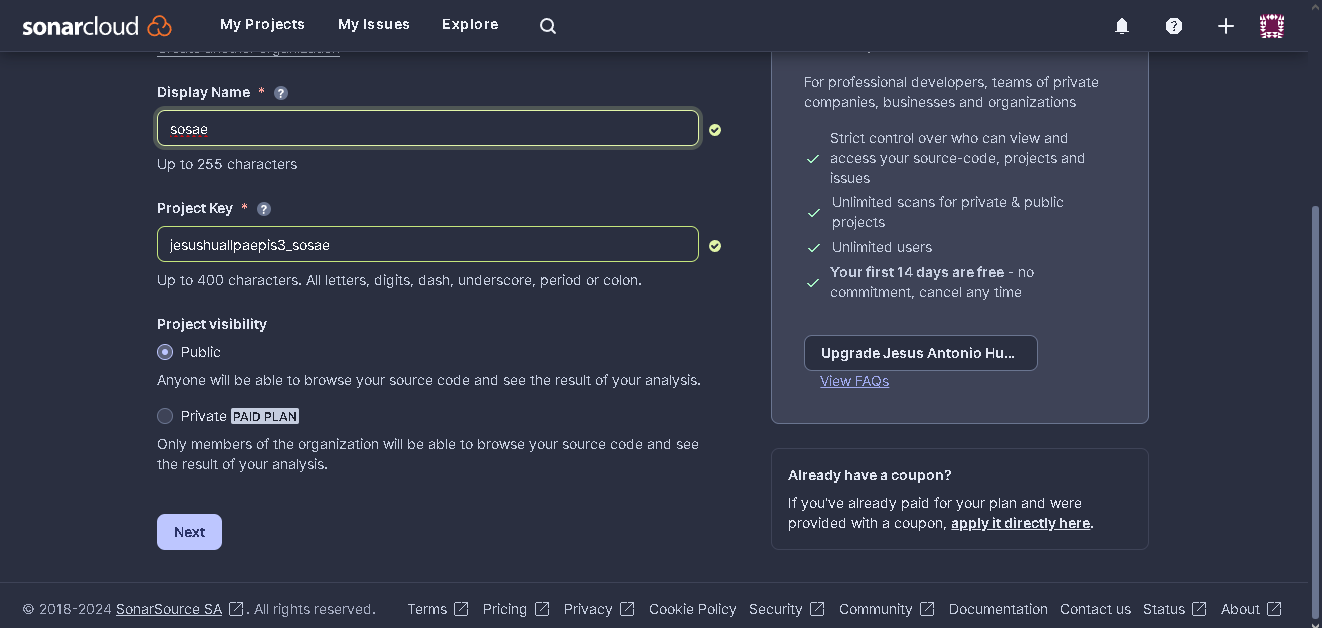 sonarcloud My Projects My Issues Explore
Create another organization
Display Name * ?
sosae
Up to 255 characters
Project Key * ?
jesushuallpaepis3_sosae
Up to 400 characters. All letters, digits, dash, underscore, period or colon.
Project visibility
Public
Anyone will be able to browse your source code and see the result of your analysis.
Private PAID PLAN
Only members of the organization will be able to browse your source code and see
the result of your analysis.
Next
For professional developers, teams of private
companies, businesses and organizations
Strict control over who can view and
access your source-code, projects and
issues
Unlimited scans for private & public
projects
Unlimited users
Your first 14 days are free - no
commitment, cancel any time
Upgrade Jesus Antonio Hu...
View FAQs
Already have a coupon?
If you've already paid for your plan and were
provided with a coupon, apply it directly here.
© 2018-2024 SonarSource SA. All rights reserved. Terms Pricing Privacy Cookie Policy Security Community Documentation Contact us Status About